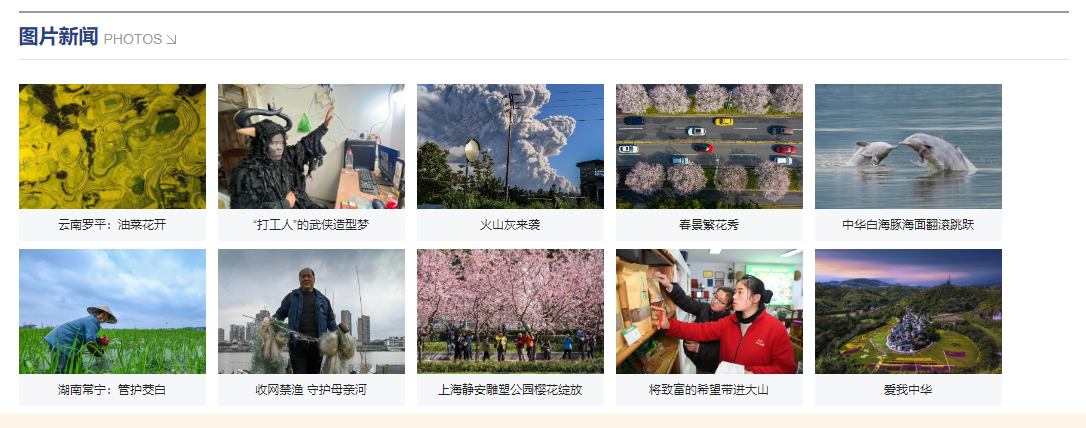 图片新闻 PHOTOS
云南罗平：油菜花开
“打工人”的武侠造型梦
火山灰来袭
春景繁花秀
中华白海豚海面翻滚跳跃
湖南常宁：管护茭白
收网禁渔 守护母亲河
上海静安雕塑公园樱花绽放
将致富的希望带进大山
爱我中华